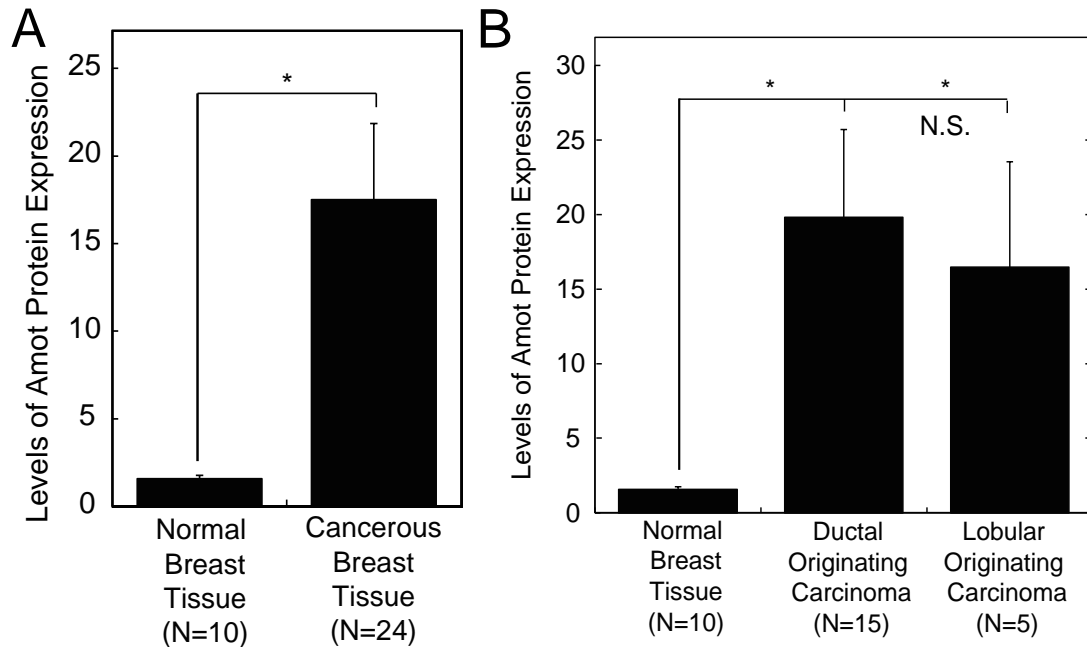 A
Levels of Amot Protein Expression
25
20
15
10
5
0
*
Normal
Breast
Tissue
(N=10)
Cancerous
Breast
Tissue
(N=24)
B
Levels of Amot Protein Expression
30
25
20
15
10
5
0
*
*
N.S.
Normal
Breast
Tissue
(N=10)
Ductal
Originating
Carcinoma
(N=15)
Lobular
Originating
Carcinoma
(N=5)